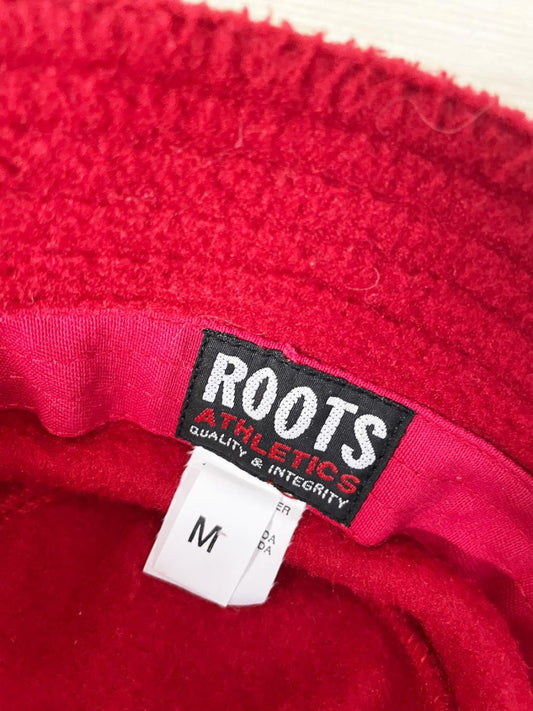 ROOTS
ATHLETICS
QUALITY & INTEGRITY
M